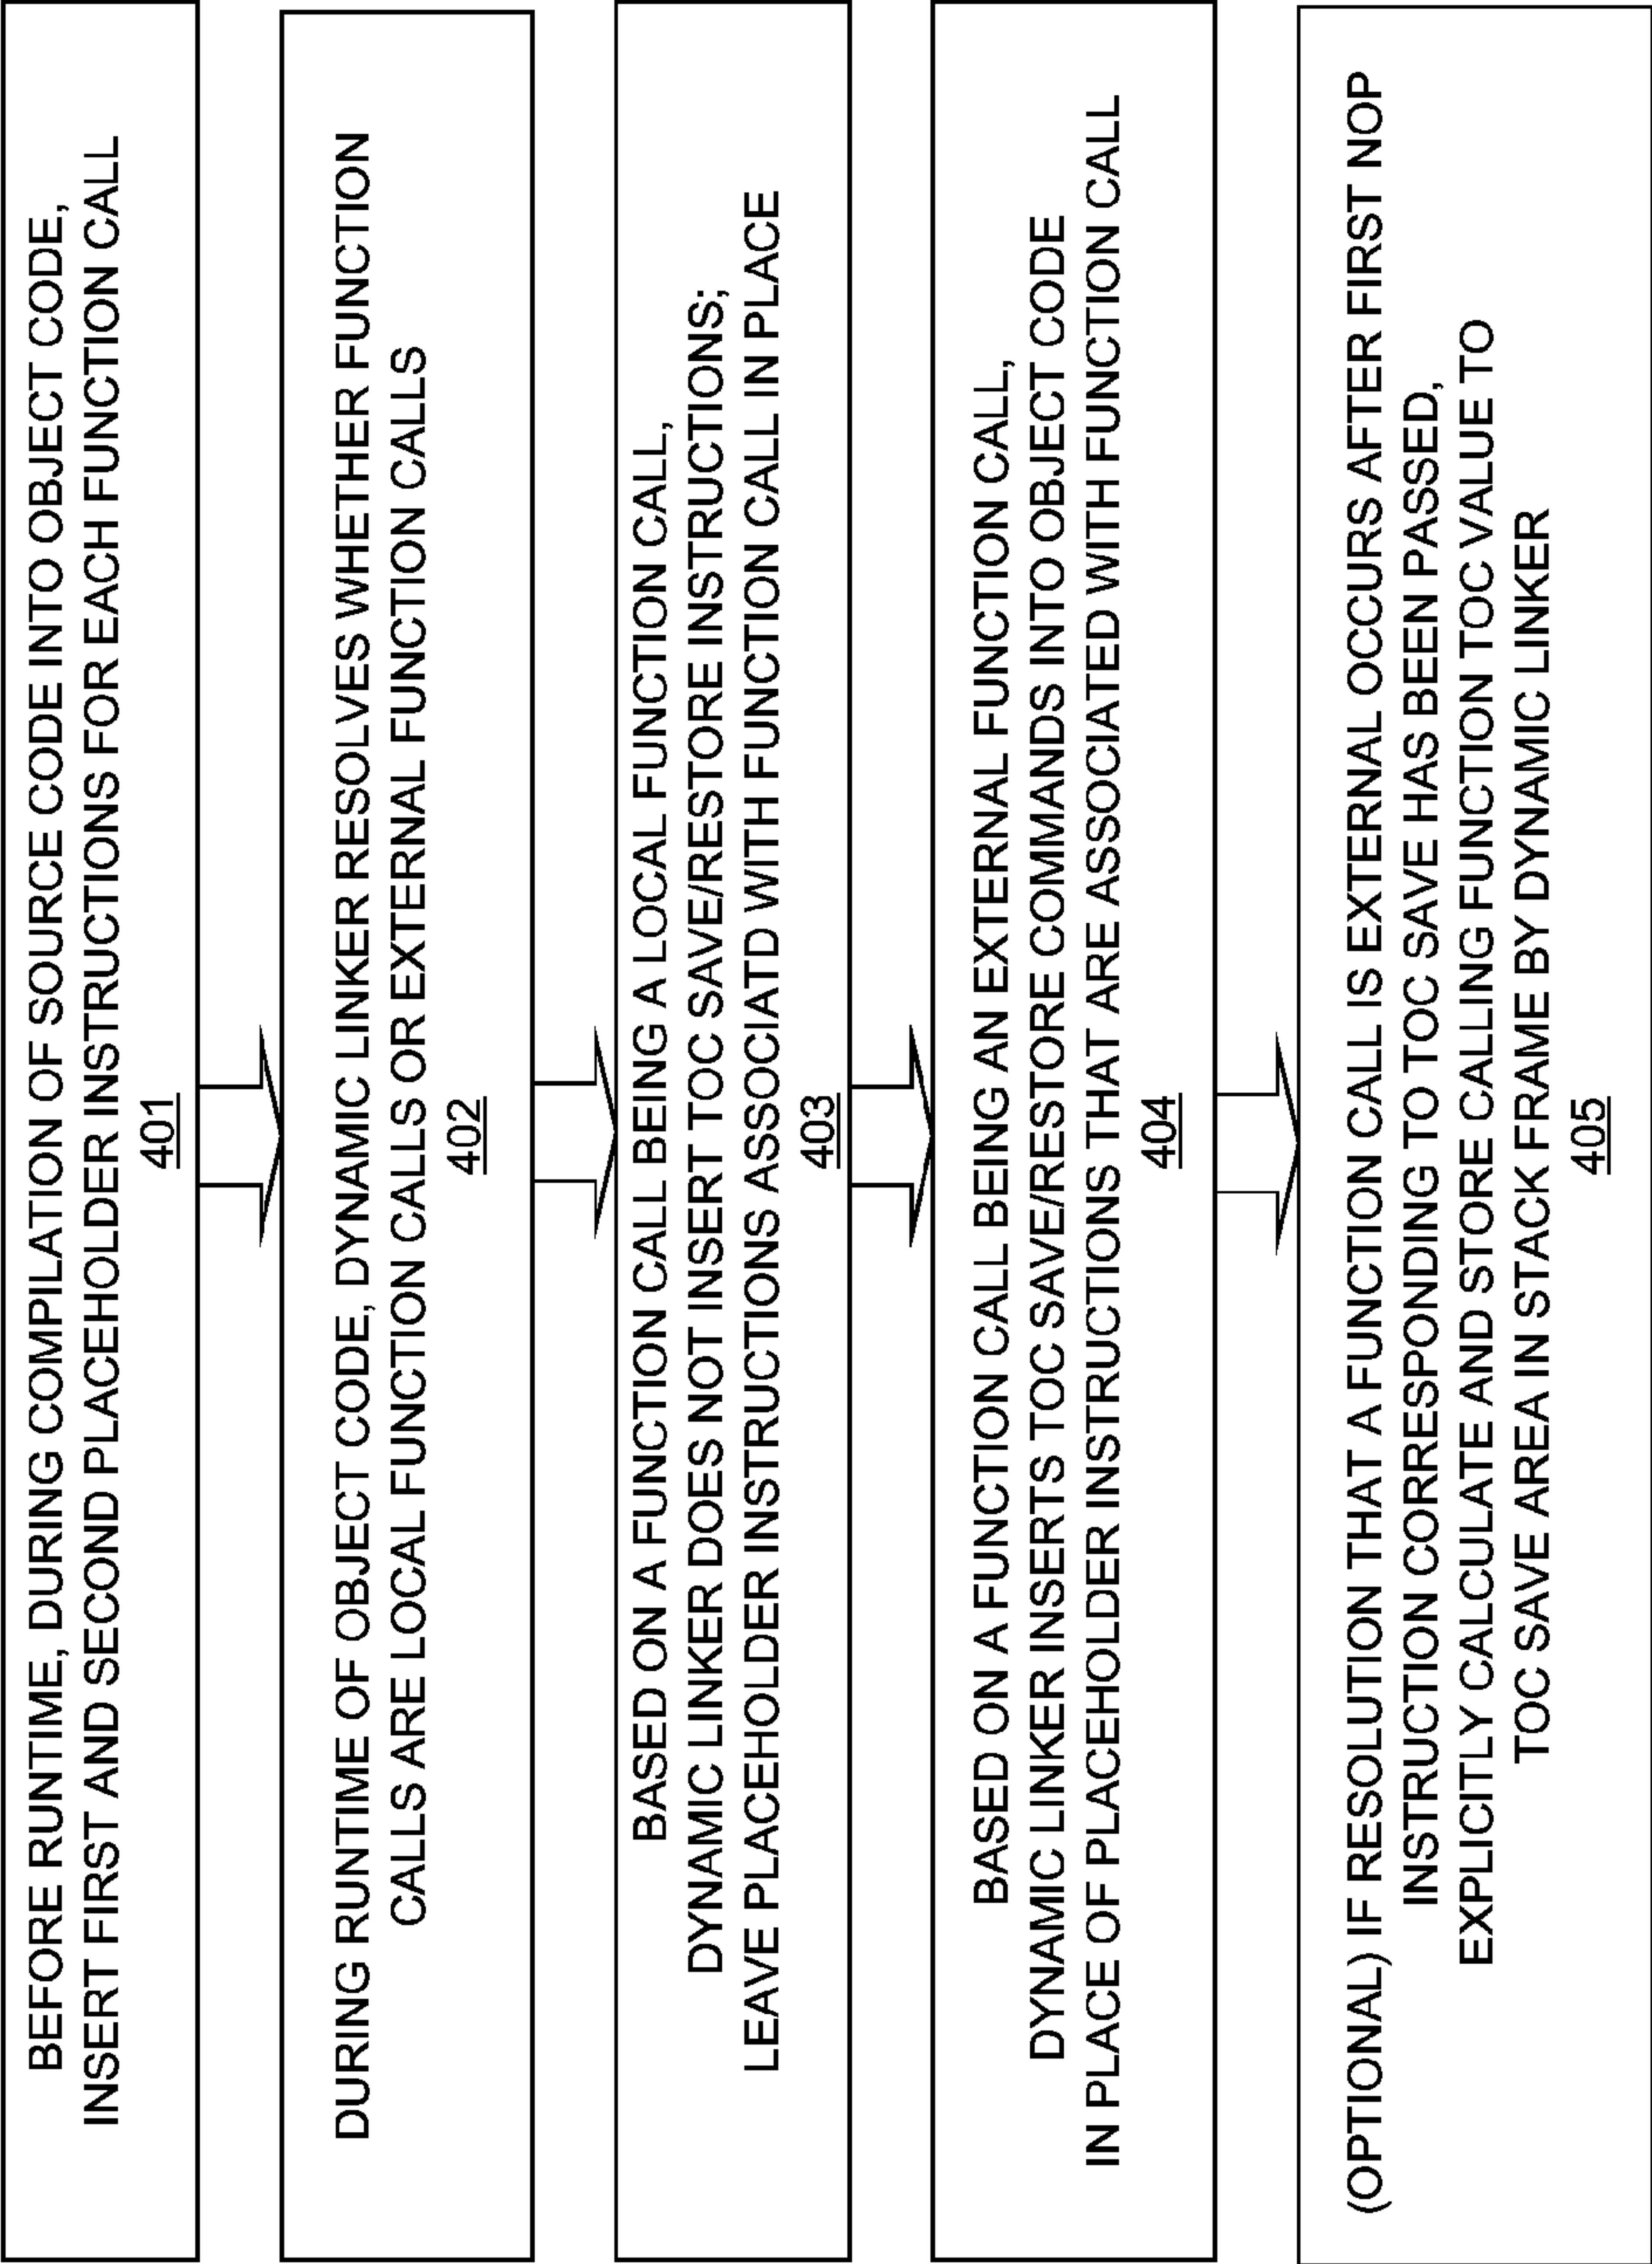 BEFORE RUNTIME, DURING COMPILATION OF SOURCE CODE INTO OBJECT CODE,
INSERT FIRST AND SECOND PLACEHOLDER INSTRUCTIONS FOR EACH FUNCTION CALL
401
DURING RUNTIME OF OBJECT CODE, DYNAMIC LINKER RESOLVES WHETHER FUNCTION
CALLS ARE LOCAL FUNCTION CALLS OR EXTERNAL FUNCTION CALLS
402
BASED ON A FUNCTION CALL BEING A LOCAL FUNCTION CALL,
DYNAMIC LINKER DOES NOT INSERT TOC SAVE/RESTORE INSTRUCTIONS;
LEAVE PLACEHOLDER INSTRUCTIONS ASSOCIATD WITH FUNCTION CALL IN PLACE
403
BASED ON A FUNCTION CALL BEING AN EXTERNAL FUNCTION CALL,
DYNAMIC LINKER INSERTS TOC SAVE/RESTORE COMMANDS INTO OBJECT CODE
IN PLACE OF PLACEHOLDER INSTRUCTIONS THAT ARE ASSOCIATED WITH FUNCTION CALL
404
(OPTIONAL) IF RESOLUTION THAT A FUNCTION CALL IS EXTERNAL OCCURS AFTER FIRST NOP
INSTRUCTION CORRESPONDING TO TOC SAVE HAS BEEN PASSED,
EXPLICITLY CALCULATE AND STORE CALLING FUNCTION TOC VALUE TO
TOC SAVE AREA IN STACK FRAME BY DYNAMIC LINKER
405